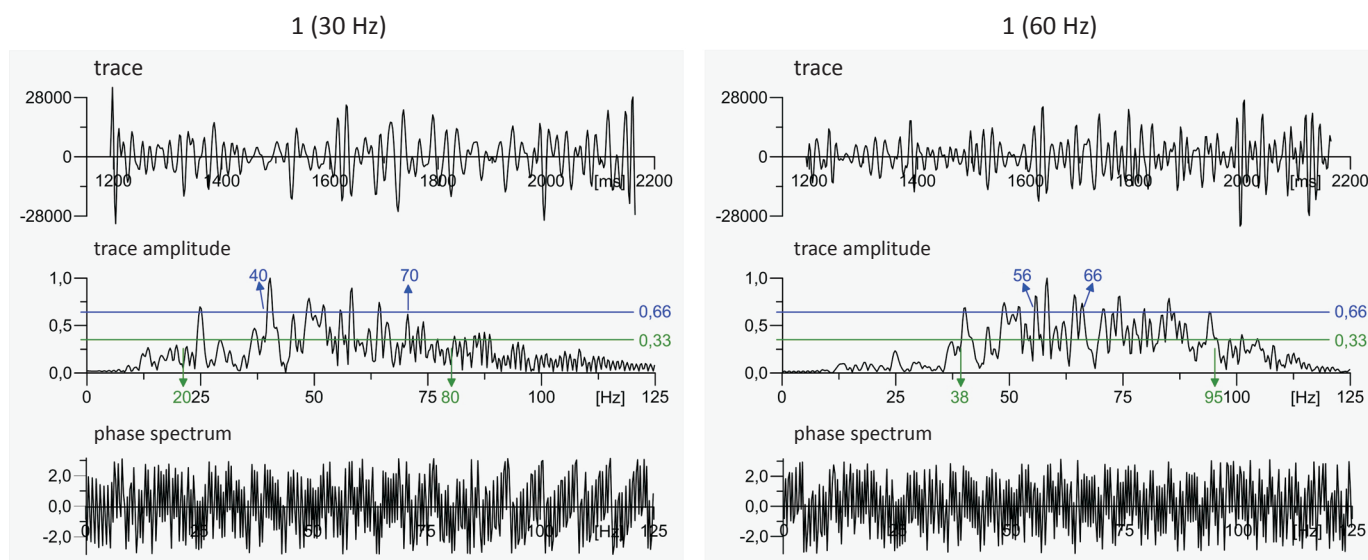 1 (30 Hz)
1 (60 Hz)
trace
28000
0
-28000
1200 1400 1600 1800 2000 [ms] 2200
trace amplitude
40 70
1,0
0,66
0,5
0,33
0,0
0 20 25 50 75 80 100 [Hz] 125
phase spectrum
2,0
0,0
-2,0
0 25 50 75 100 [Hz] 125
trace
28000
0
-28000
1200 1400 1600 1800 2000 [ms] 2200
trace amplitude
56 66
1,0
0,66
0,5
0,33
0,0
0 25 38 50 75 95 100 [Hz] 125
phase spectrum
2,0
0,0
-2,0
0 25 50 75 100 [Hz] 125